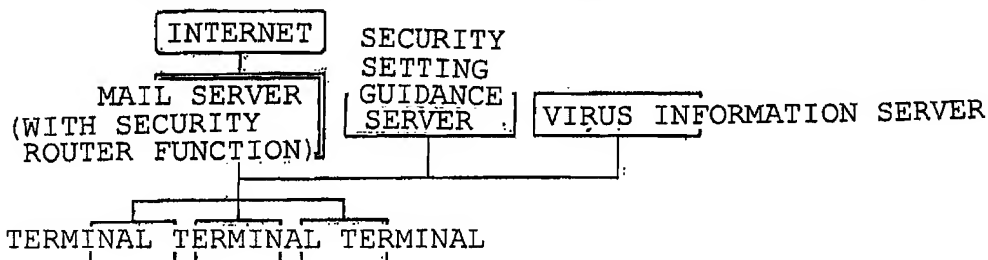 INTERNET
MAIL SERVER
(WITH SECURITY
ROUTER FUNCTION)
SECURITY
SETTING
GUIDANCE
SERVER
VIRUS INFORMATION SERVER
TERMINAL TERMINAL TERMINAL